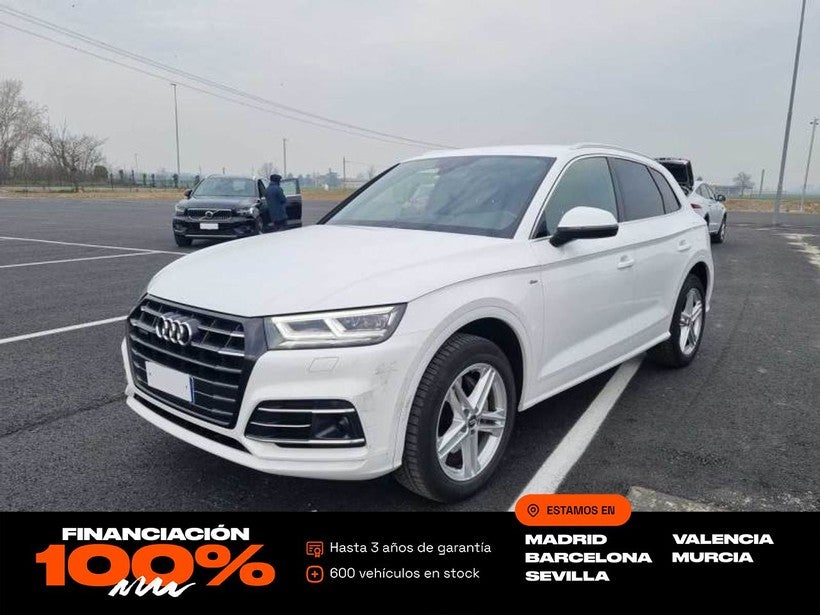 FINANCIACIÓN
100%
Hasta 3 años de garantía
600 vehículos en stock
ESTAMOS EN
MADRID
BARCELONA
SEVILLA
VALENCIA
MURCIA